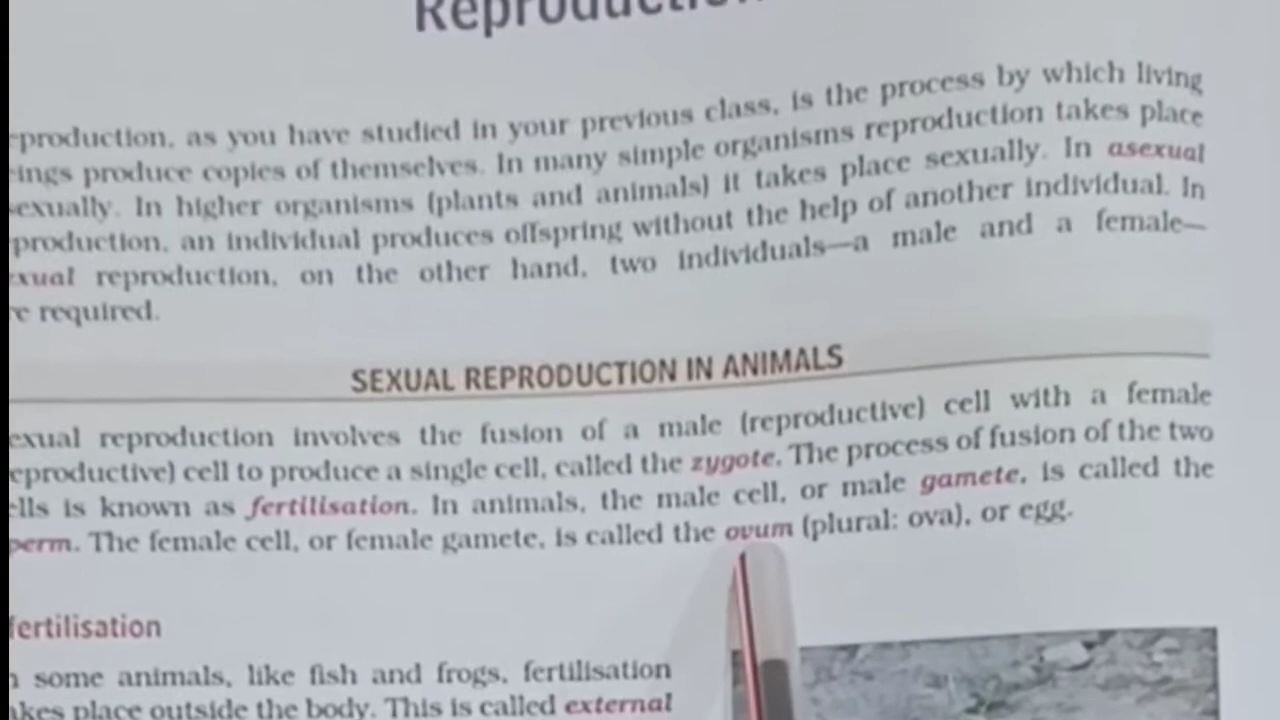 Reproduction
eproduction, as you have studied in your previous class, is the process by which living
ings produce copies of themselves. In many simple organisms reproduction takes place
exually. In higher organisms (plants and animals) it takes place sexually. In asexual
production, an individual produces offspring without the help of another individual. In
xual reproduction, on the other hand, two individuals—a male and a female—
e required.
SEXUAL REPRODUCTION IN ANIMALS
exual reproduction involves the fusion of a male (reproductive) cell with a female
eproductive) cell to produce a single cell, called the zygote. The process of fusion of the two
lls is known as fertilisation. In animals, the male cell, or male gamete, is called the
perm. The female cell, or female gamete, is called the ovum (plural: ova), or egg.
fertilisation
some animals, like fish and frogs, fertilisation
akes place outside the body. This is called external